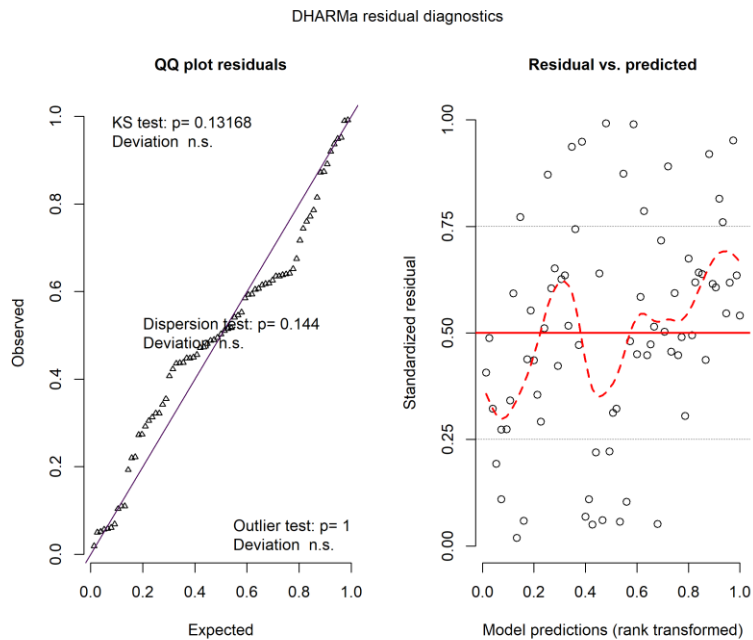 DHARMa residual diagnostics
QQ plot residuals
KS test: p= 0.13168
Deviation n.s.
Dispersion test: p= 0.144
Deviation n.s.
Outlier test: p= 1
Deviation n.s.
Observed
0.0
0.2
0.4
0.6
0.8
1.0
0.0 0.2 0.4 0.6 0.8 1.0
Expected
Residual vs. predicted
Standardized residual
0.00
0.25
0.50
0.75
1.00
0.0 0.2 0.4 0.6 0.8 1.0
Model predictions (rank transformed)